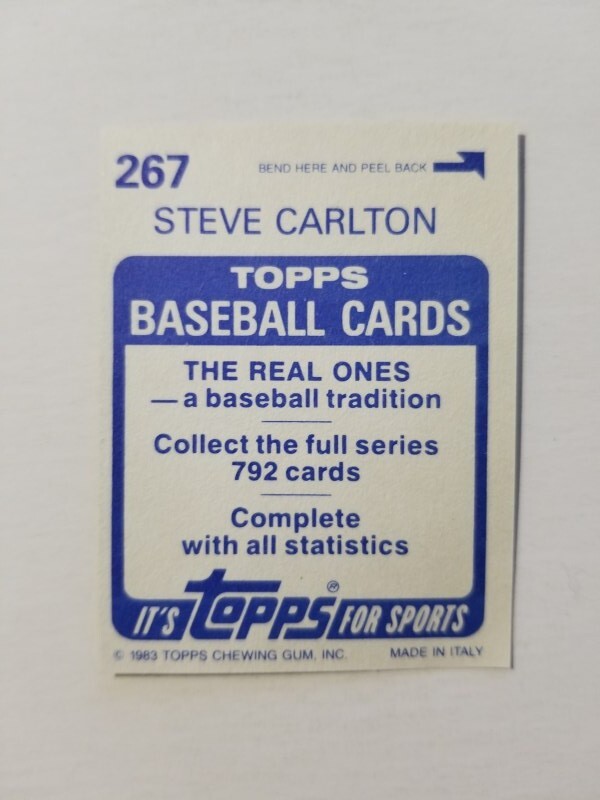 267
BEND HERE AND PEEL BACK
STEVE CARLTON
TOPPS
BASEBALL CARDS
THE REAL ONES
— a baseball tradition
Collect the full series
792 cards
Complete
with all statistics
IT'S topps® FOR SPORTS
© 1983 TOPPS CHEWING GUM, INC. MADE IN ITALY